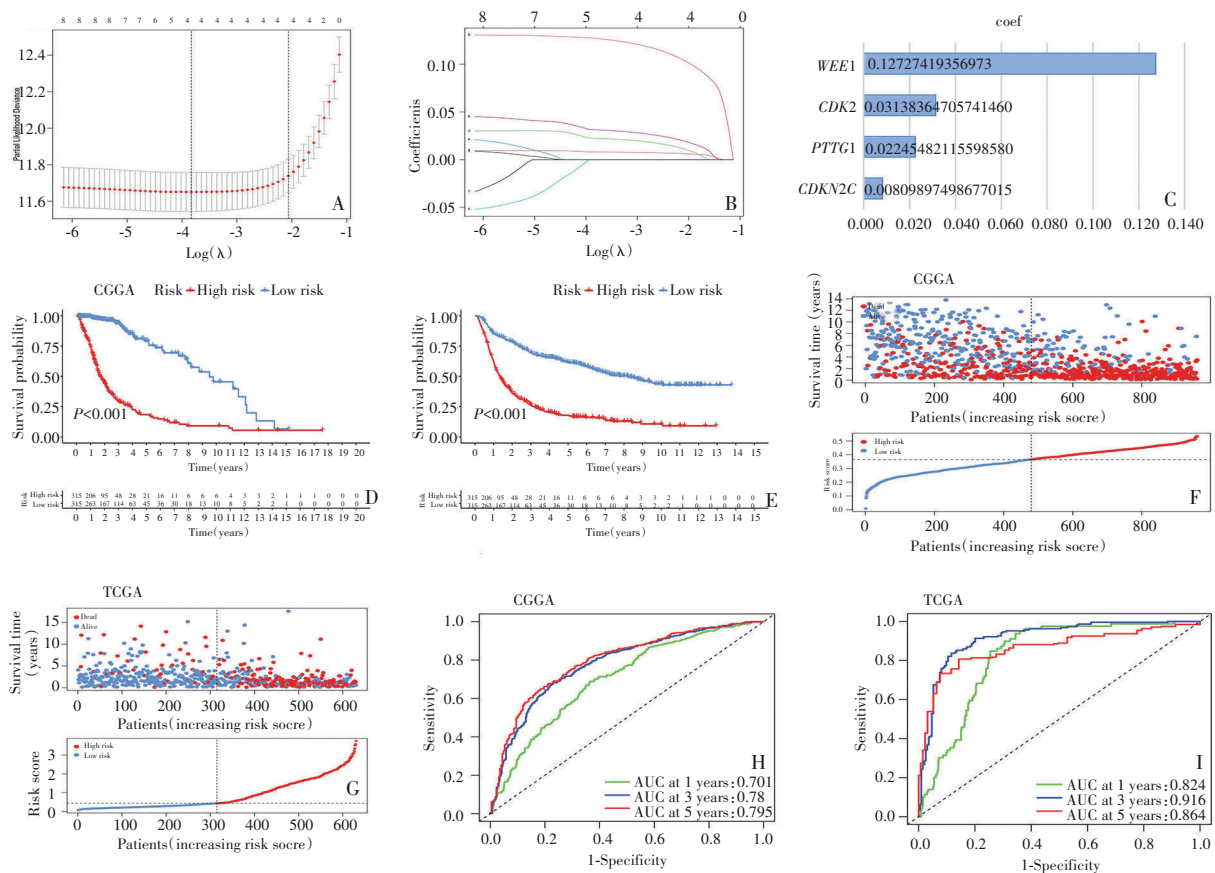 8 8 8 8 7 7 6 5 4 4 4 4 4 4 4 4 4 2 0
12.4
12.2
12.0
11.8
11.6
Partial Likelihood Deviance
A
-6 -5 -4 -3 -2 -1
Log(λ)
8 7 6 4 4 0
0.10
0.05
0.00
-0.05
Coefficienis
B
-6 -5 -4 -3 -2 -1
Log(λ)
coef
WEE1 0.12727419356973
CDK2 0.03138364705741460
PTTG1 0.02245482115598580
CDKN2C 0.00809897498677015
C
0.000 0.020 0.040 0.060 0.080 0.100 0.120 0.140
CGGA Risk High risk Low risk
1.00
0.75
0.50
0.25
0.00
Survival probability
P<0.001
0 1 2 3 4 5 6 7 8 9 10 11 12 13 14 15 16 17 18 19 20
Time(years)
Risk
High risk 315 206 95 48 28 21 16 11 6 6 4 3 3 2 1 1 1 1 0 0 0
Low risk 315 263 167 114 63 45 36 30 18 13 10 8 5 2 2 1 0 0 0 0 0
D
0 1 2 3 4 5 6 7 8 9 10 11 12 13 14 15 16 17 18 19 20
Time(years)
Risk High risk Low risk
1.00
0.75
0.50
0.25
0.00
Survival probability
P<0.001
0 1 2 3 4 5 6 7 8 9 10 11 12 13 14 15
Time(years)
Risk
High risk 315 206 95 48 28 21 16 11 6 6 4 3 3 2 1 1 1 1 0 0 0
Low risk 315 263 167 114 63 45 36 30 18 13 10 8 5 2 2 1 0 0 0 0 0
E
0 1 2 3 4 5 6 7 8 9 10 11 12 13 14 15
Time(years)
CGGA
14
12
10
8
6
4
2
0
Survival time(years)
Dead
Alive
0 200 400 600 800
Patients(increasing risk socre)
0.5
0.4
0.3
0.2
0.1
0.0
Risk score
High risk
Low risk
F
0 200 400 600 800
Patients(increasing risk socre)
TCGA
15
10
5
0
Survival time
(years)
Dead
Alive
0 100 200 300 400 500 600
Patients(increasing risk socre)
3
2
1
0
Risk score
High risk
Low risk
G
0 100 200 300 400 500 600
Patients(increasing risk socre)
CGGA
1.0
0.8
0.6
0.4
0.2
0.0
Sensitivity
H
AUC at 1 years:0.701
AUC at 3 years:0.78
AUC at 5 years:0.795
0.0 0.2 0.4 0.6 0.8 1.0
1-Specificity
TCGA
1.0
0.8
0.6
0.4
0.2
0.0
Sensitivity
I
AUC at 1 years:0.824
AUC at 3 years:0.916
AUC at 5 years:0.864
0.0 0.2 0.4 0.6 0.8 1.0
1-Specificity